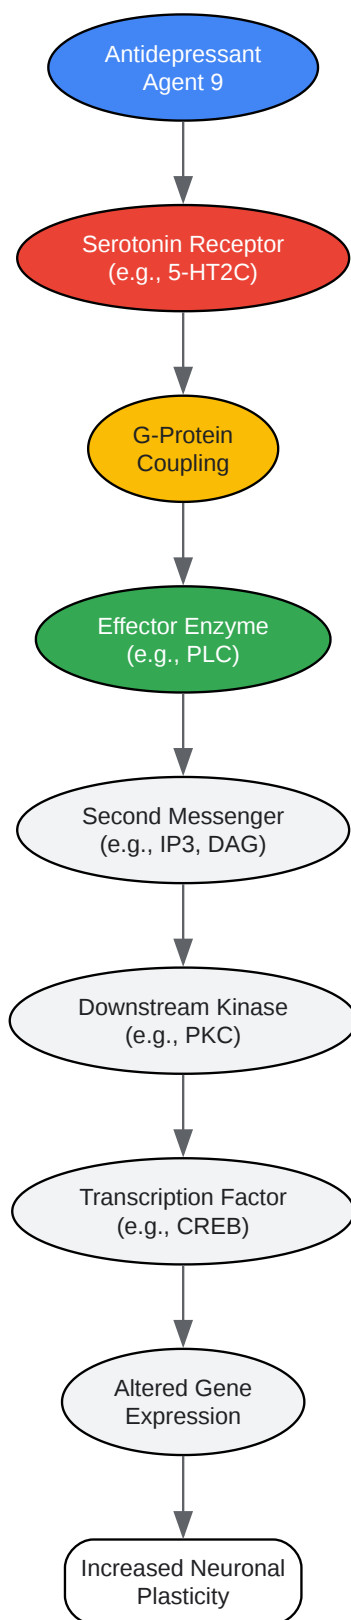 Antidepressant
Agent 9
Serotonin Receptor
(e.g., 5-HT2C)
G-Protein
Coupling
Effector Enzyme
(e.g., PLC)
Second Messenger
(e.g., IP3, DAG)
Downstream Kinase
(e.g., PKC)
Transcription Factor
(e.g., CREB)
Altered Gene
Expression
Increased Neuronal
Plasticity